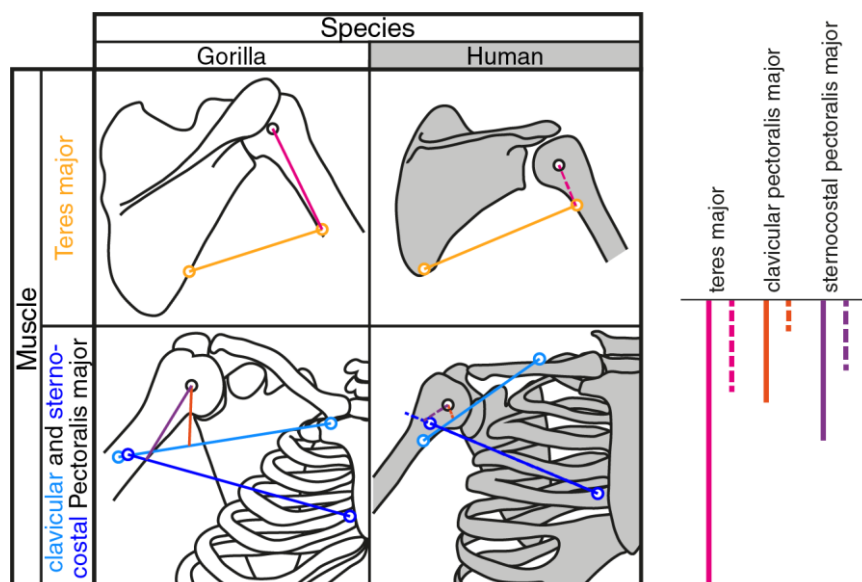 Species
Gorilla
Human
Muscle
Teres major
clavicular and sterno-
costal Pectoralis major
teres major
clavicular pectoralis major
sternocostal pectoralis major